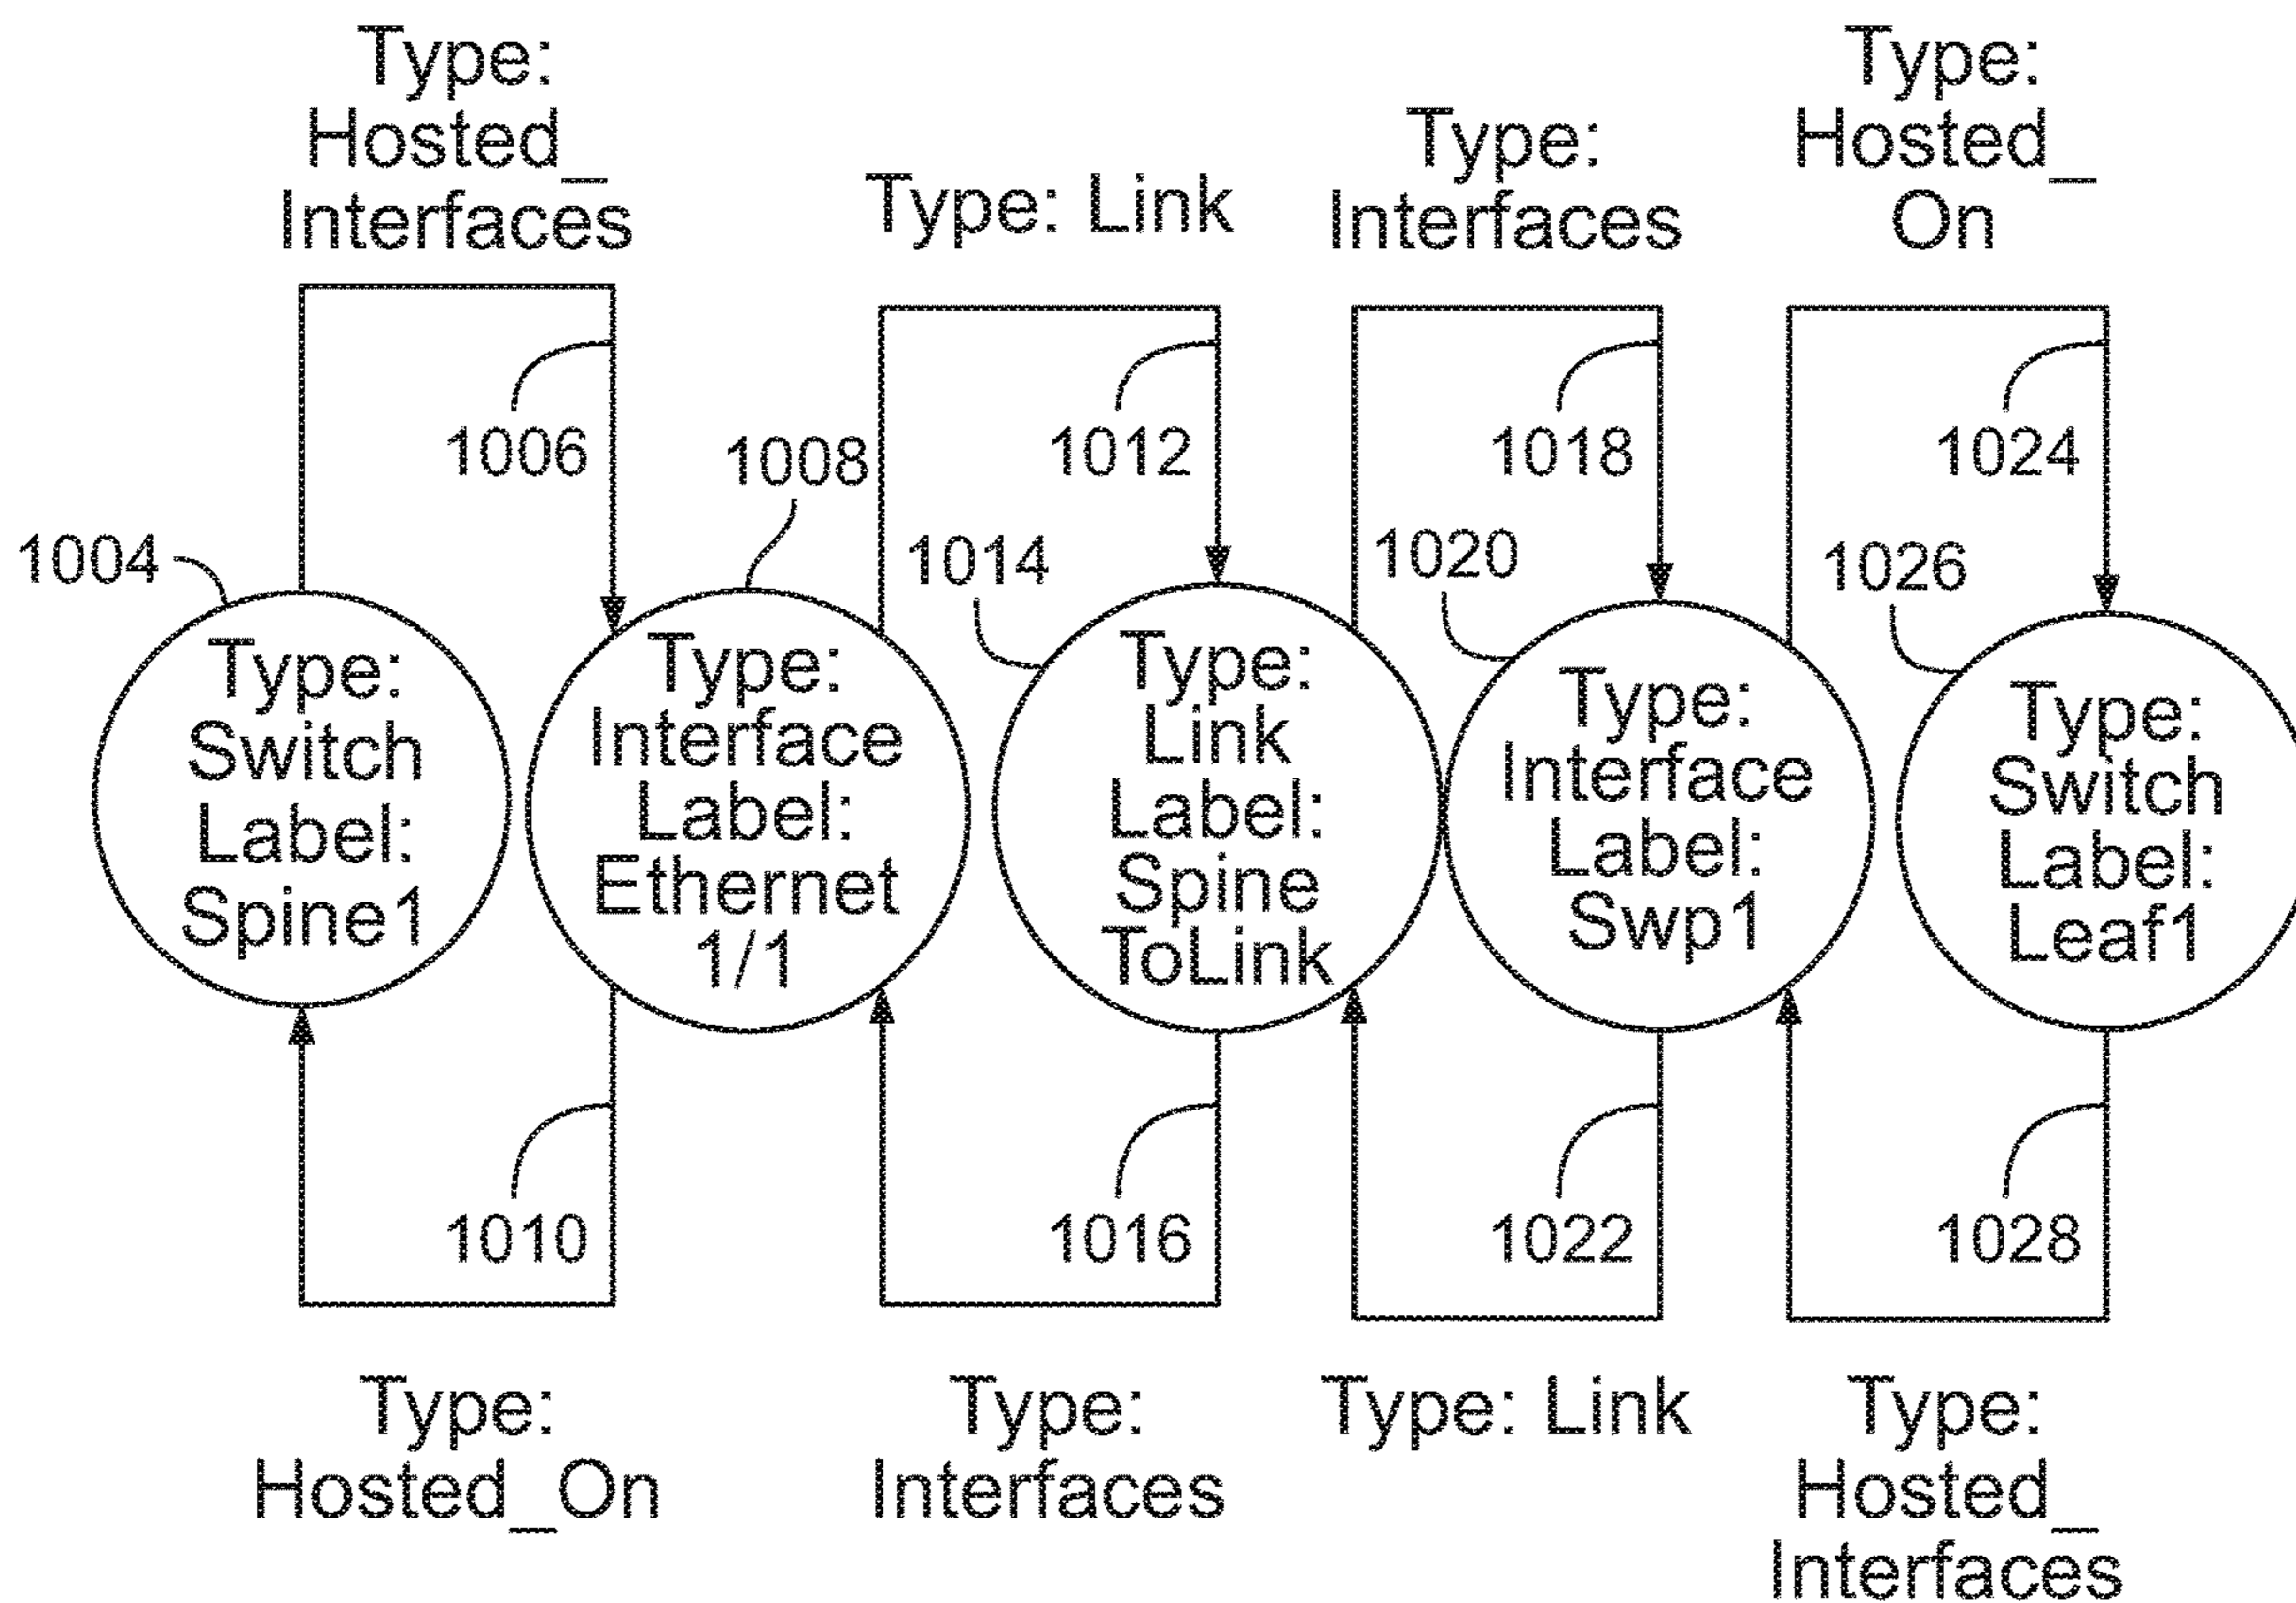 Type:
Hosted_
Interfaces
Type: Link
Type:
Interfaces
Type:
Hosted_
On
1006
1008
1012
1018
1024
1004
1014
1020
1026
Type:
Switch
Label:
Spine1
Type:
Interface
Label:
Ethernet
1/1
Type:
Link
Label:
Spine
ToLink
Type:
Interface
Label:
Swp1
Type:
Switch
Label:
Leaf1
1010
1016
1022
1028
Type:
Hosted_On
Type:
Interfaces
Type: Link
Type:
Hosted_
Interfaces